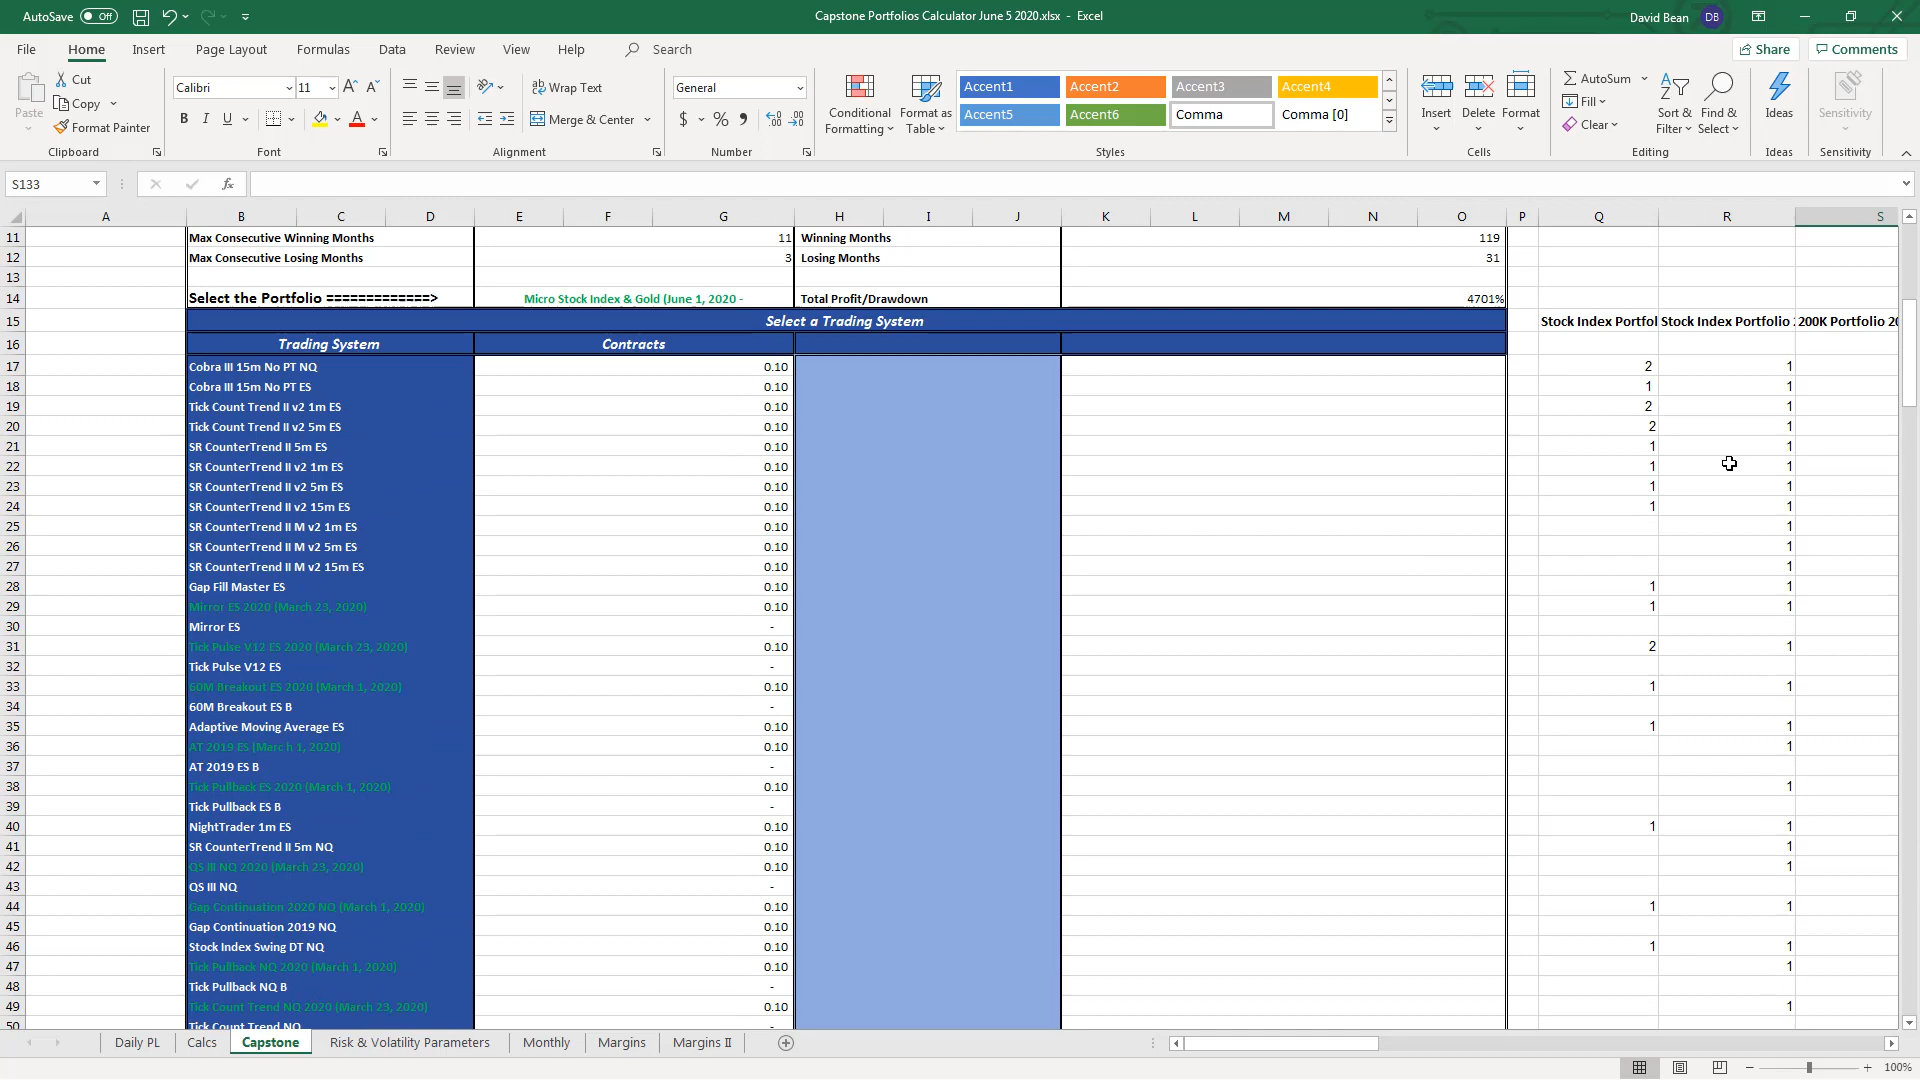 AutoSave Off Capstone Portfolios Calculator June 5 2020.xlsx - Excel David Bean DB
File Home Insert Page Layout Formulas Data Review View Help Search Share Comments
Paste Cut Copy Format Painter Clipboard
Calibri 11 B I U A A Font
Wrap Text Merge & Center Alignment
General $ % Number
Conditional Formatting Format as Table
Accent1 Accent2 Accent3 Accent4
Accent5 Accent6 Comma Comma [0]
Styles
Insert Delete Format Cells
AutoSum Fill Clear Sort & Filter Find & Select Editing
Ideas Ideas
Sensitivity Sensitivity
S133 fx
A B C D E F G H I J K L M N O P Q R S
11 Max Consecutive Winning Months 11 Winning Months 119
12 Max Consecutive Losing Months 3 Losing Months 31
13
14 Select the Portfolio =============> Micro Stock Index & Gold (June 1, 2020 - Total Profit/Drawdown 4701%
15 Select a Trading System Stock Index Portfol Stock Index Portfolio 200K Portfolio 20
16 Trading System Contracts
17 Cobra III 15m No PT NQ 0.10 2 1
18 Cobra III 15m No PT ES 0.10 1 1
19 Tick Count Trend II v2 1m ES 0.10 2 1
20 Tick Count Trend II v2 5m ES 0.10 2 1
21 SR CounterTrend II 5m ES 0.10 1 1
22 SR CounterTrend II v2 1m ES 0.10 1 1
23 SR CounterTrend II v2 5m ES 0.10 1 1
24 SR CounterTrend II v2 15m ES 0.10 1 1
25 SR CounterTrend II M v2 1m ES 0.10 1
26 SR CounterTrend II M v2 5m ES 0.10 1
27 SR CounterTrend II M v2 15m ES 0.10 1
28 Gap Fill Master ES 0.10 1 1
29 Mirror ES 2020 (March 23, 2020) 0.10 1 1
30 Mirror ES -
31 Tick Pulse V12 ES 2020 (March 23, 2020) 0.10 2 1
32 Tick Pulse V12 ES -
33 60M Breakout ES 2020 (March 1, 2020) 0.10 1 1
34 60M Breakout ES B -
35 Adaptive Moving Average ES 0.10 1 1
36 AT 2019 ES (Marc h 1, 2020) 0.10 1
37 AT 2019 ES B -
38 Tick Pullback ES 2020 (March 1, 2020) 0.10 1
39 Tick Pullback ES B -
40 NightTrader 1m ES 0.10 1 1
41 SR CounterTrend II 5m NQ 0.10 1
42 QS III NQ 2020 (March 23, 2020) 0.10 1
43 QS III NQ -
44 Gap Continuation 2020 NQ (March 1, 2020) 0.10 1 1
45 Gap Continuation 2019 NQ 0.10
46 Stock Index Swing DT NQ 0.10 1 1
47 Tick Pullback NQ 2020 (March 1, 2020) 0.10 1
48 Tick Pullback NQ B -
49 Tick Count Trend NQ 2020 (March 23, 2020) 0.10 1
50 Tick Count Trend NQ -
Daily PL Calcs Capstone Risk & Volatility Parameters Monthly Margins Margins II
100%